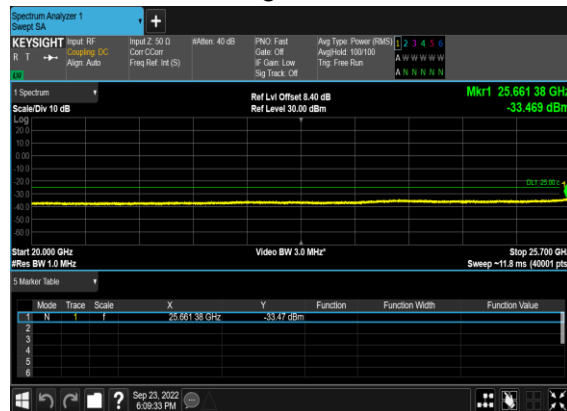 Spectrum Analyzer 1
Swept SA
+
KEYSIGHT Input: RF Input Z: 50 Ω #Atten: 40 dB PNO: Fast Avg Type: Power (RMS) 1 2 3 4 5 6
R T Coupling: DC Corr CCorr Gate: Off Avg|Hold: 100/100 A W W W W W
Align: Auto Freq Ref: Int (S) IF Gain: Low Trig: Free Run
Sig Track: Off A N N N N N
1 Spectrum Ref Lvl Offset 8.40 dB Mkr1 25.661 38 GHz
Scale/Div 10 dB Ref Level 30.00 dBm -33.469 dBm
Log
20.0
10.0
0.00
-10.0
-20.0 DL1 -25.00
-30.0
-40.0
-50.0
-60.0
Start 20.000 GHz Video BW 3.0 MHz* Stop 25.700 GH
#Res BW 1.0 MHz Sweep ~11.8 ms (40001 pts
5 Marker Table
Mode Trace Scale X Y Function Function Width Function Value
1 N 1 f 25.661 38 GHz -33.47 dBm
2
3
4
5
6
? Sep 23, 2022
6:09:33 PM